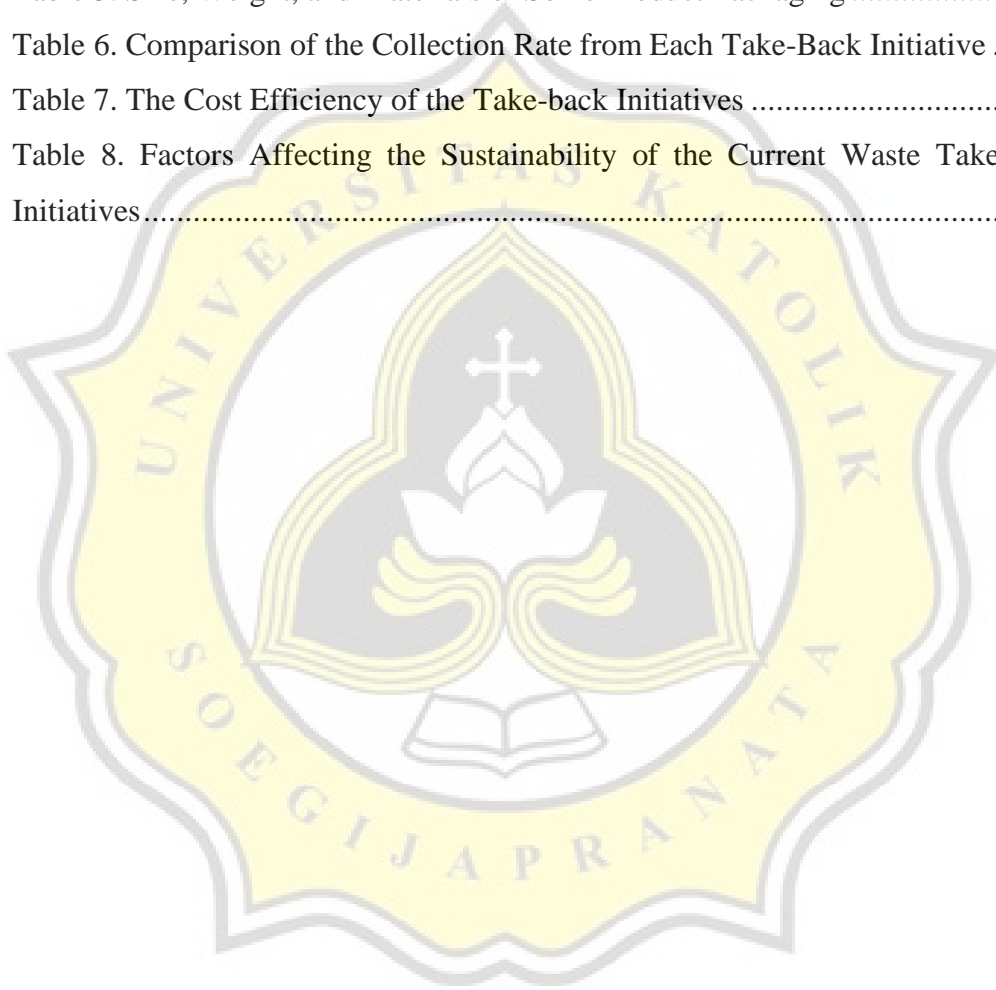 Table 6. Comparison of the Collection Rate from Each Take-Back Initiative .
Table 7. The Cost Efficiency of the Take-back Initiatives ..............................
Table 8. Factors Affecting the Sustainability of the Current Waste Take
Initiatives................................................................................................
UNIVERSITAS KATOLIK
SOEGIJAPRANATA